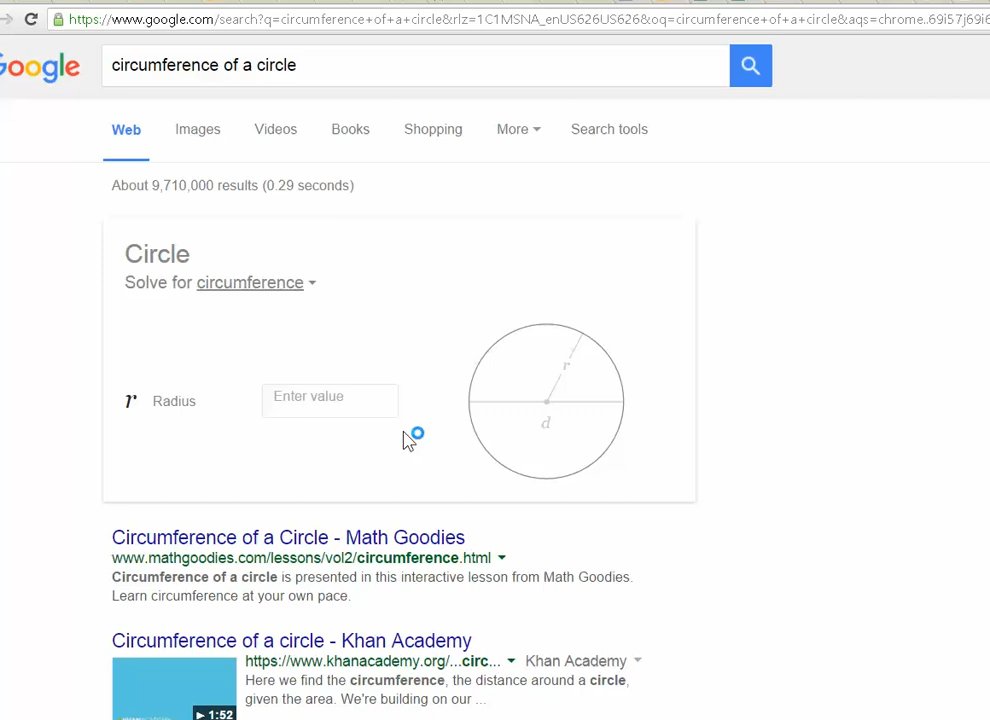 https://www.google.com/search?q=circumference+of+a+circle&rlz=1C1MSNA_enUS626US626&oq=circumference+of+a+circle&aqs=chrome..69i57j69i6
Google
circumference of a circle
Web Images Videos Books Shopping More Search tools
About 9,710,000 results (0.29 seconds)
Circle
Solve for circumference
r
r Radius Enter value
d
Circumference of a Circle - Math Goodies
www.mathgoodies.com/lessons/vol2/circumference.html
Circumference of a circle is presented in this interactive lesson from Math Goodies.
Learn circumference at your own pace.
Circumference of a circle - Khan Academy
https://www.khanacademy.org/...circ... Khan Academy
Here we find the circumference, the distance around a circle,
given the area. We're building on our ...
1:52